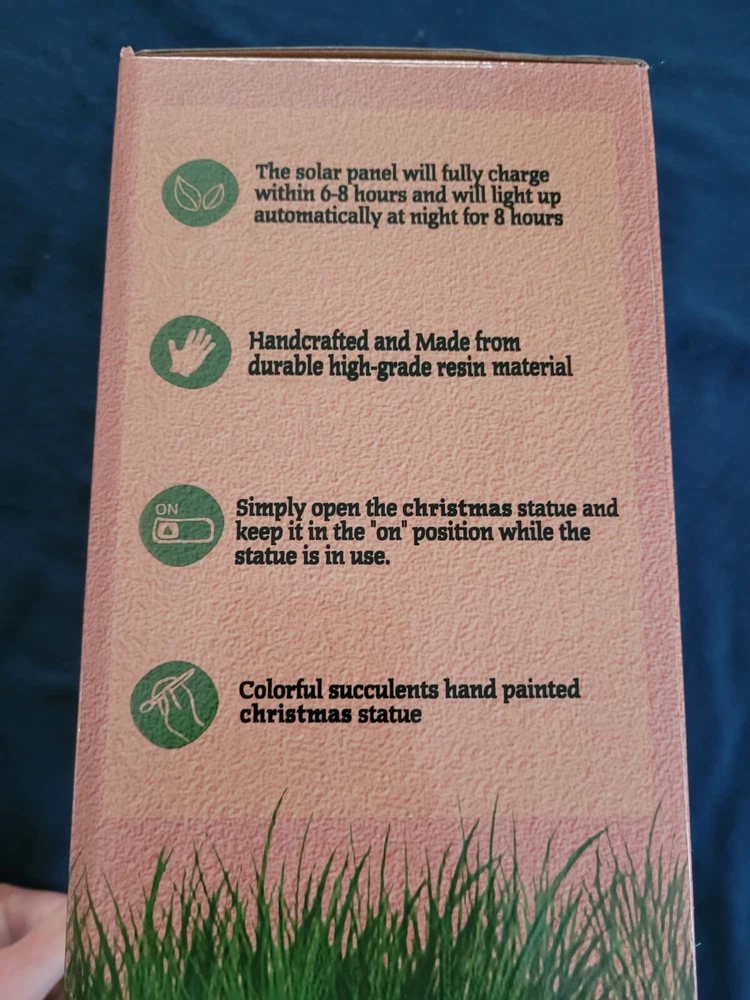 The solar panel will fully charge
within 6-8 hours and will light up
automatically at night for 8 hours
Handcrafted and Made from
durable high-grade resin material
ON
Simply open the christmas statue and
keep it in the "on" position while the
statue is in use.
Colorful succulents hand painted
christmas statue